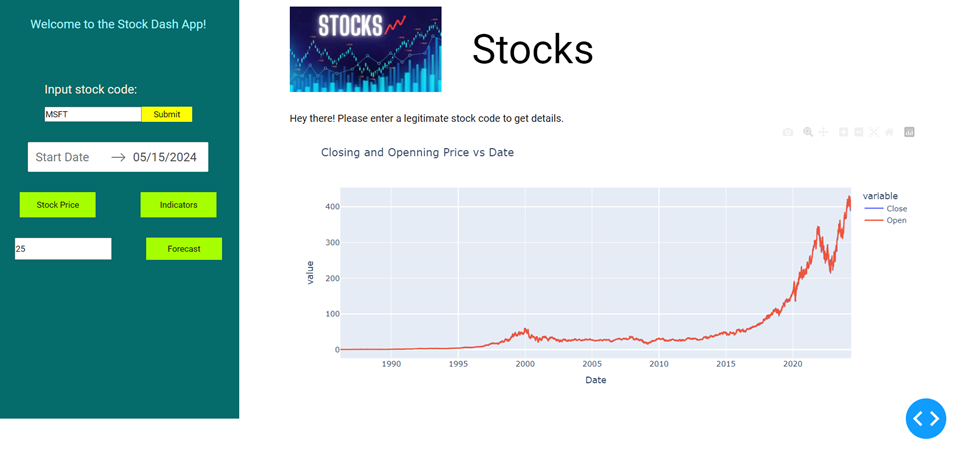 Welcome to the Stock Dash App!
Input stock code:
MSFT
Submit
Start Date
05/15/2024
Stock Price
Indicators
25
Forecast
STOCKS
Stocks
Hey there! Please enter a legitimate stock code to get details.
Closing and Openning Price vs Date
variable
Close
Open
value
400
300
200
100
0
1990 1995 2000 2005 2010 2015 2020
Date